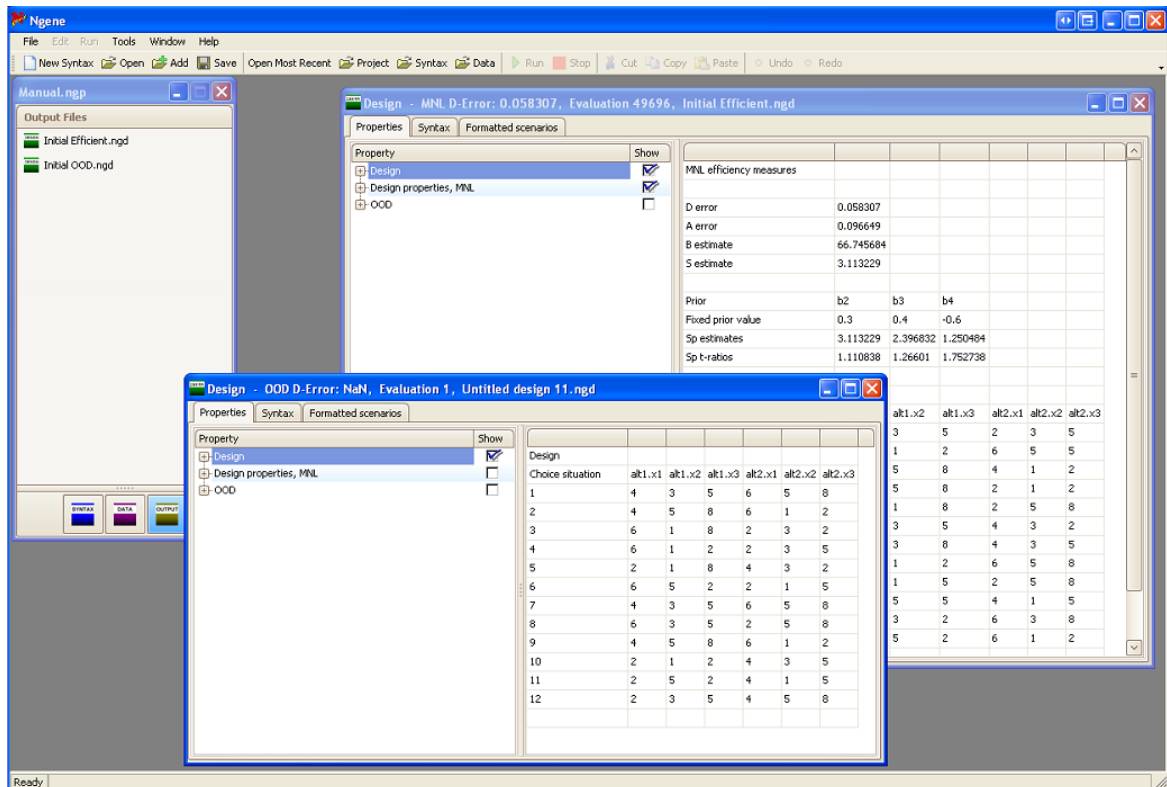 Ngene
File Edit Run Tools Window Help
New Syntax Open Add Save Open Most Recent Project Syntax Data Run Stop Cut Copy Paste Undo Redo
Manual.ngp
Output Files
Initial Efficient.ngd
Initial OOD.ngd
SYNTAX DATA OUTPUT
Design - MNL D-Error: 0.058307, Evaluation 49696, Initial Efficient.ngd
Properties Syntax Formatted scenarios
Property Show
Design
Design properties, MNL
OOD
MNL efficiency measures
D error 0.058307
A error 0.096649
B estimate 66.745684
S estimate 3.113229
Prior b2 b3 b4
Fixed prior value 0.3 0.4 -0.6
Sp estimates 3.113229 2.396832 1.250484
Sp t-ratios 1.110838 1.26601 1.752738
alt1.x2 alt1.x3 alt2.x1 alt2.x2 alt2.x3
3 5 2 3 5
1 2 6 5 5
5 8 4 1 2
5 8 2 1 2
1 8 2 5 8
3 5 4 3 2
3 8 4 3 5
1 2 6 5 8
1 5 2 5 8
5 5 4 1 5
3 2 6 3 8
5 2 6 1 2
Design - OOD D-Error: NaN, Evaluation 1, Untitled design 11.ngd
Properties Syntax Formatted scenarios
Property Show
Design
Design properties, MNL
OOD
Design
Choice situation alt1.x1 alt1.x2 alt1.x3 alt2.x1 alt2.x2 alt2.x3
1 4 3 5 6 5 8
2 4 5 8 6 1 2
3 6 1 8 2 3 2
4 6 1 2 2 3 5
5 2 1 8 4 3 2
6 6 5 2 2 1 5
7 4 3 5 6 5 8
8 6 3 5 2 5 8
9 4 5 8 6 1 2
10 2 1 2 4 3 5
11 2 5 2 4 1 5
12 2 3 5 4 5 8
Ready